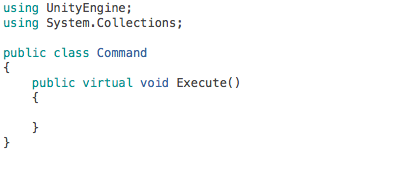 using UnityEngine;
using System.Collections;

public class Command
{
    public virtual void Execute()
    {

    }
}